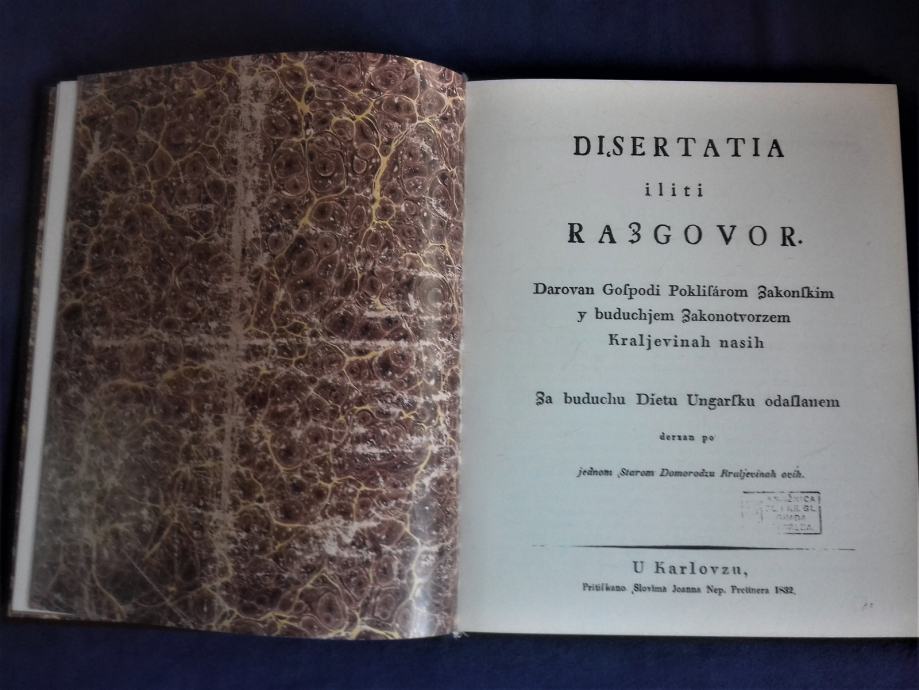 DISERTATIA
iliti
RAƷGOVOR.
Darovan Goſpodi Pokliſárom Ʒakonſkim
y buduchjem Ʒakonotvorzem
Kraljevinah nasih
Ʒa buduchu Dietu Ungarſku odaſlanem
derxan po
jednom Starom Domorodzu Kraljevinah ovih.
U Karlovzu,
Pritiſkano Slovima Joanna Nep. Prettnera 1832.